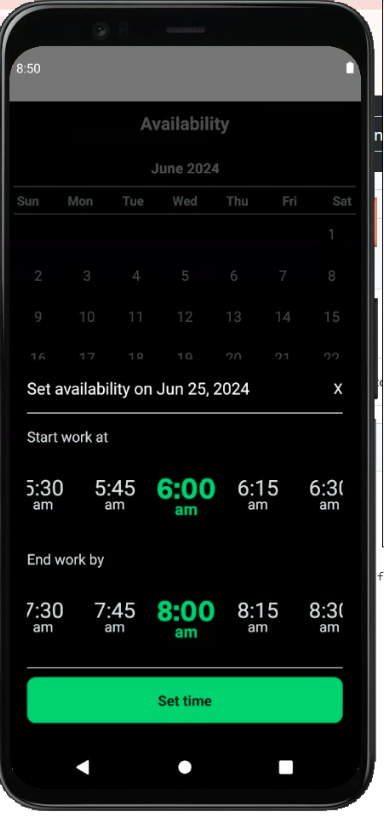 8:50
Availability
June 2024
Sun Mon Tue Wed Thu Fri Sat
1
2 3 4 5 6 7 8
9 10 11 12 13 14 15
16 17 18 19 20 21 22
Set availability on Jun 25, 2024 X
Start work at
5:30 5:45 6:00 6:15 6:30
am am am am am
End work by
7:30 7:45 8:00 8:15 8:30
am am am am am
Set time